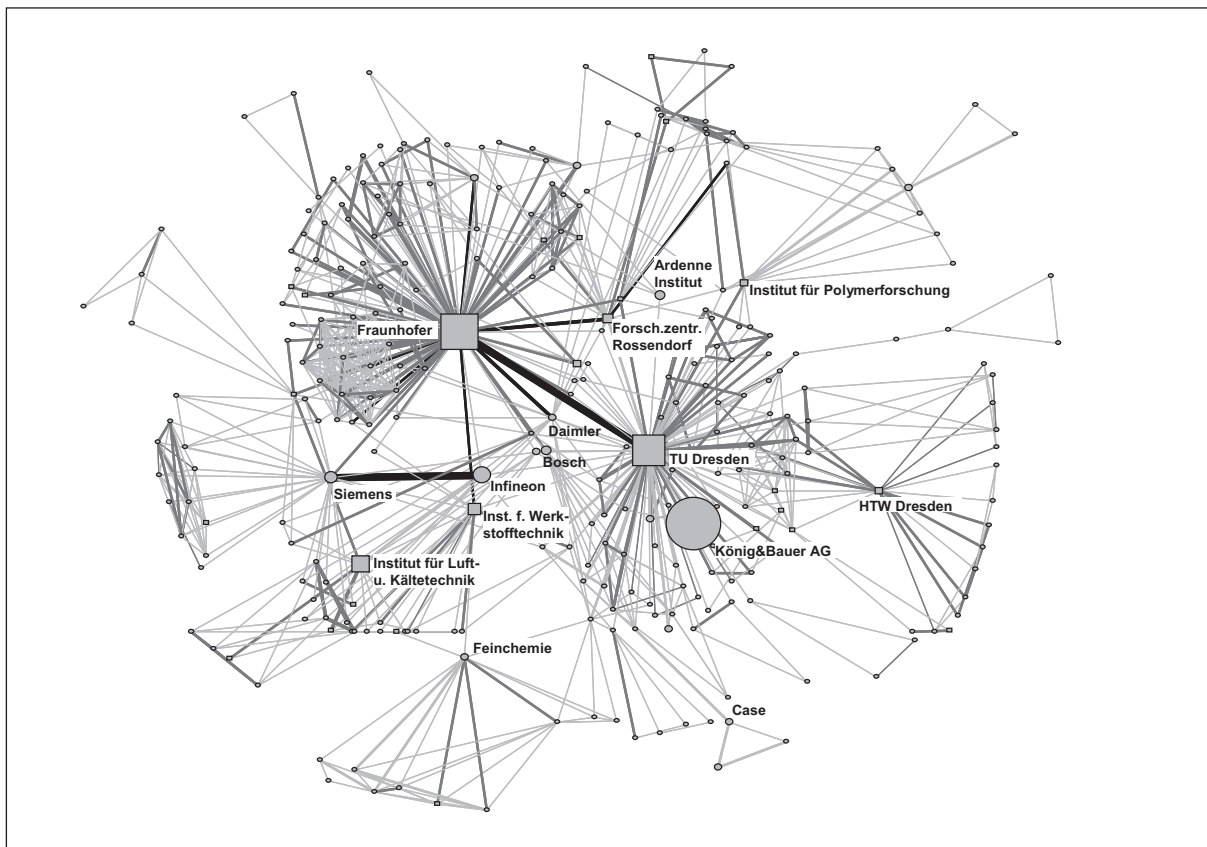 Ardenne
Institut
Institut für Polymerforschung
Fraunhofer
Forsch.zentr.
Rossendorf
Daimler
TU Dresden
Bosch
Siemens
Infineon
HTW Dresden
Inst. f. Werk-
stofftechnik
König&Bauer AG
Institut für Luft-
u. Kältetechnik
Feinchemie
Case